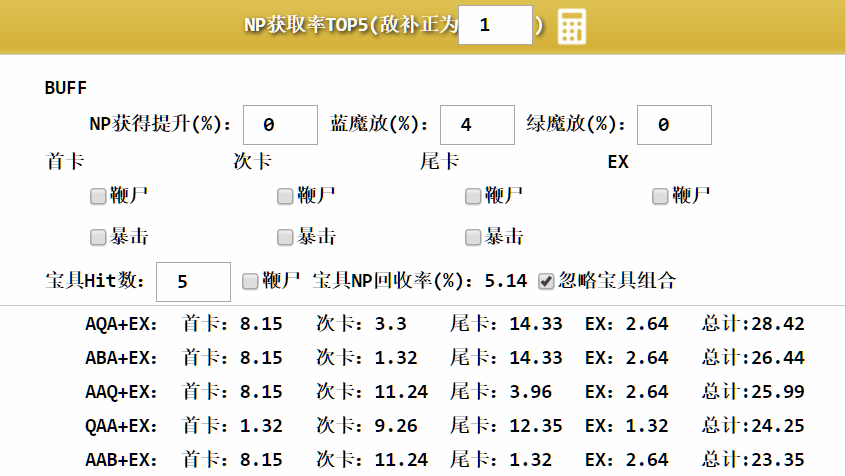 NP获取率TOP5(敌补正为 1 )
BUFF
NP获得提升(%): 0 蓝魔放(%): 4 绿魔放(%): 0
首卡 次卡 尾卡 EX
鞭尸 鞭尸 鞭尸 鞭尸
暴击 暴击 暴击
宝具Hit数: 5 鞭尸 宝具NP回收率(%): 5.14 忽略宝具组合
AQA+EX: 首卡: 8.15 次卡: 3.3 尾卡: 14.33 EX: 2.64 总计:28.42
ABA+EX: 首卡: 8.15 次卡: 1.32 尾卡: 14.33 EX: 2.64 总计:26.44
AAQ+EX: 首卡: 8.15 次卡: 11.24 尾卡: 3.96 EX: 2.64 总计:25.99
QAA+EX: 首卡: 1.32 次卡: 9.26 尾卡: 12.35 EX: 1.32 总计:24.25
AAB+EX: 首卡: 8.15 次卡: 11.24 尾卡: 1.32 EX: 2.64 总计:23.35